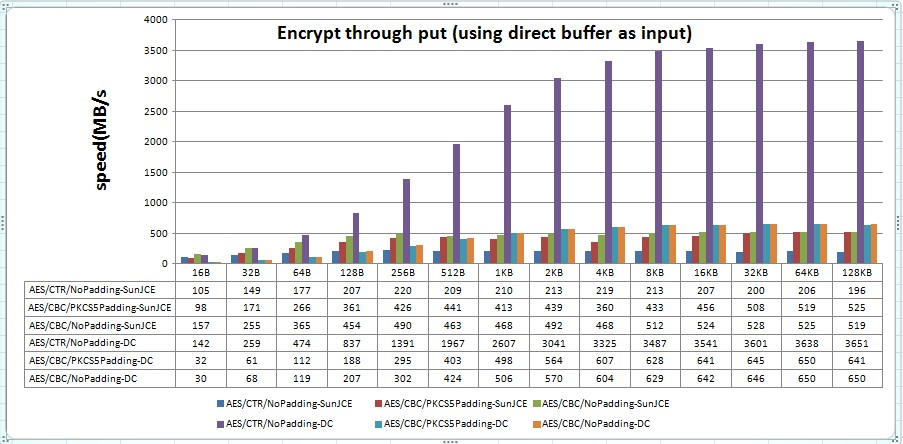 Encrypt through put (using direct buffer as input)
speed(MB/s
4000
3500
3000
2500
2000
1500
1000
500
0
16B 32B 64B 128B 256B 512B 1KB 2KB 4KB 8KB 16KB 32KB 64KB 128KB
AES/CTR/NoPadding-SunJCE 105 149 177 207 220 209 210 213 219 213 207 200 206 196
AES/CBC/PKCS5Padding-SunJCE 98 171 266 361 426 441 413 439 360 433 456 508 519 525
AES/CBC/NoPadding-SunJCE 157 255 365 454 490 463 468 492 468 512 524 528 525 519
AES/CTR/NoPadding-DC 142 259 474 837 1391 1967 2607 3041 3325 3487 3541 3601 3638 3651
AES/CBC/PKCS5Padding-DC 32 61 112 188 295 403 498 564 607 628 641 645 650 641
AES/CBC/NoPadding-DC 30 68 119 207 302 424 506 570 604 629 642 646 650 650
AES/CTR/NoPadding-SunJCE AES/CBC/PKCS5Padding-SunJCE AES/CBC/NoPadding-SunJCE
AES/CTR/NoPadding-DC AES/CBC/PKCS5Padding-DC AES/CBC/NoPadding-DC